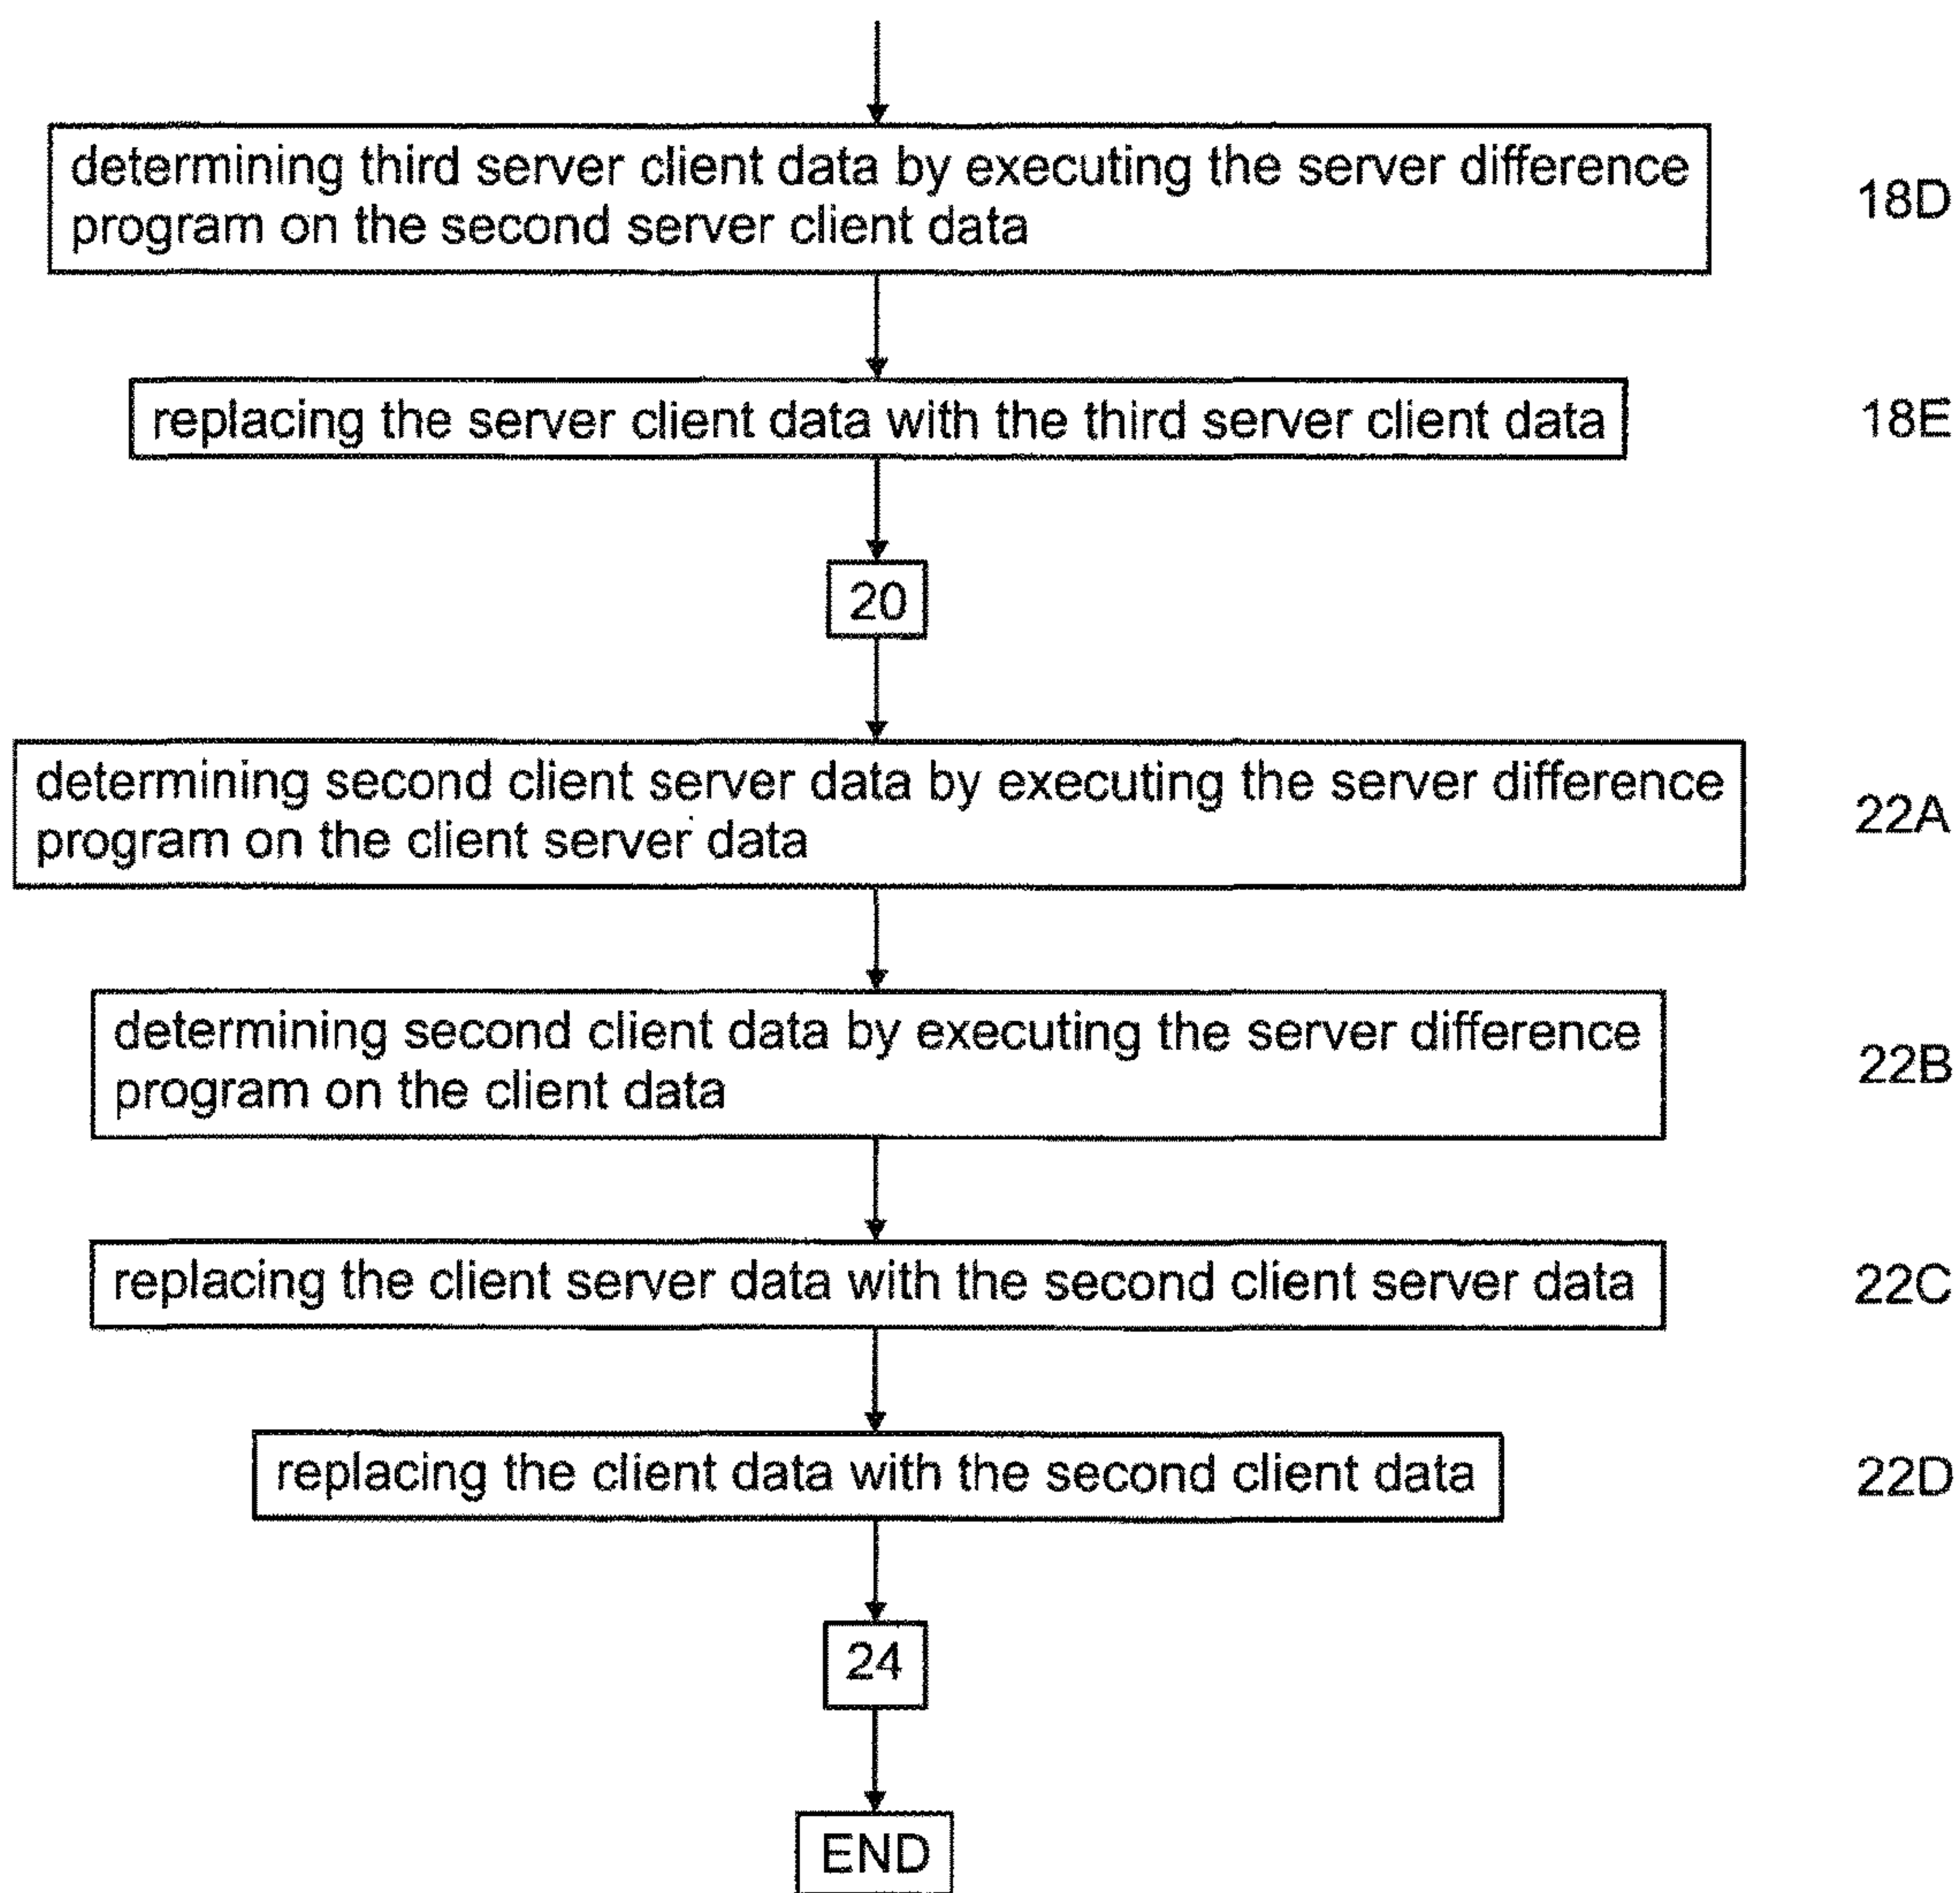 determining third server client data by executing the server difference
program on the second server client data
18D
replacing the server client data with the third server client data
18E
20
determining second client server data by executing the server difference
program on the client server data
22A
determining second client data by executing the server difference
program on the client data
22B
replacing the client server data with the second client server data
22C
replacing the client data with the second client data
22D
24
END